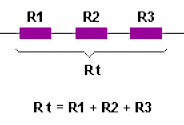 R1 R2 R3
Rt
Rt = R1 + R2 + R3